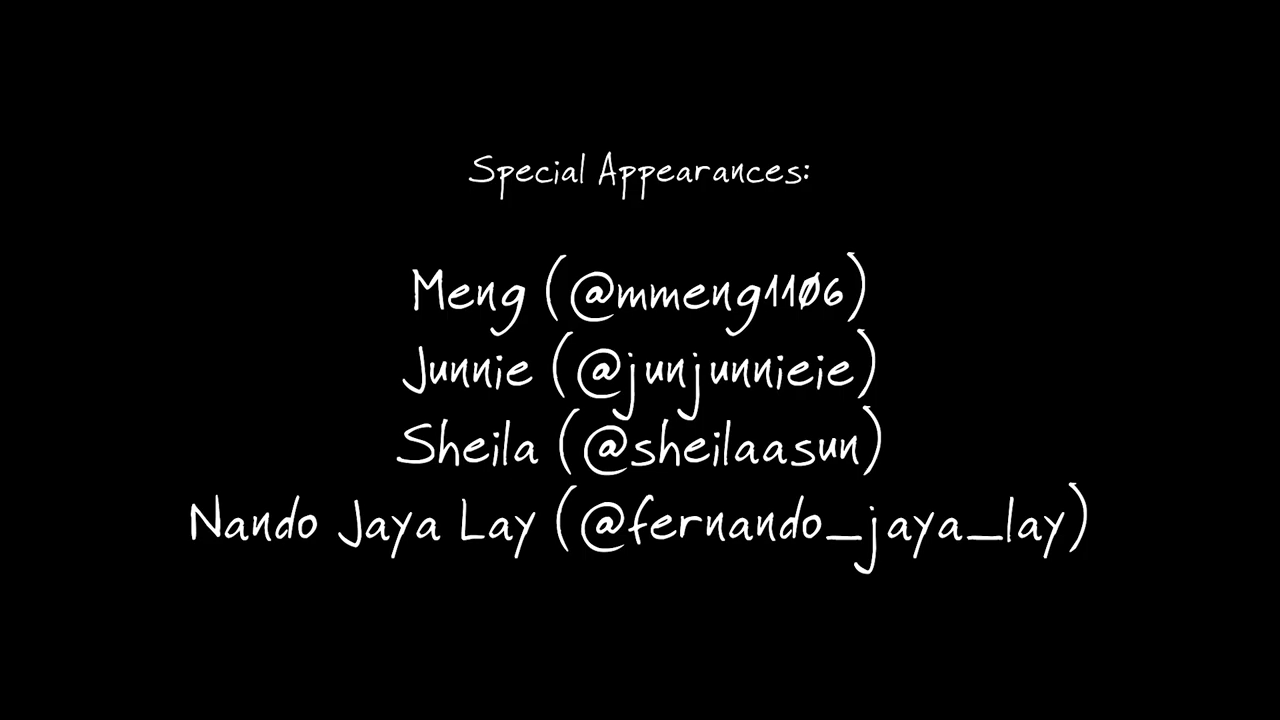 Special Appearances:
Meng (@mmeng1106)
Junnie (@junjunnieie)
Sheila (@sheilaasun)
Nando Jaya Lay (@fernando_jaya_lay)